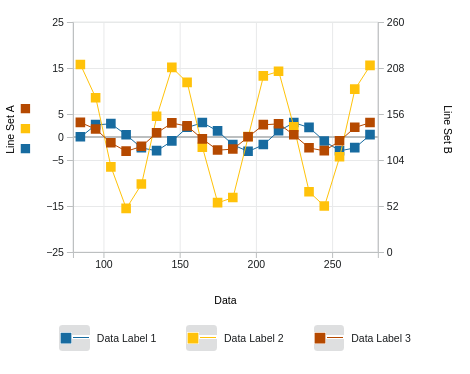 25
15
5
0
−5
−15
−25
260
208
156
104
52
0
100
150
200
250
Line Set A
Line Set B
Data
Data Label 1
Data Label 2
Data Label 3